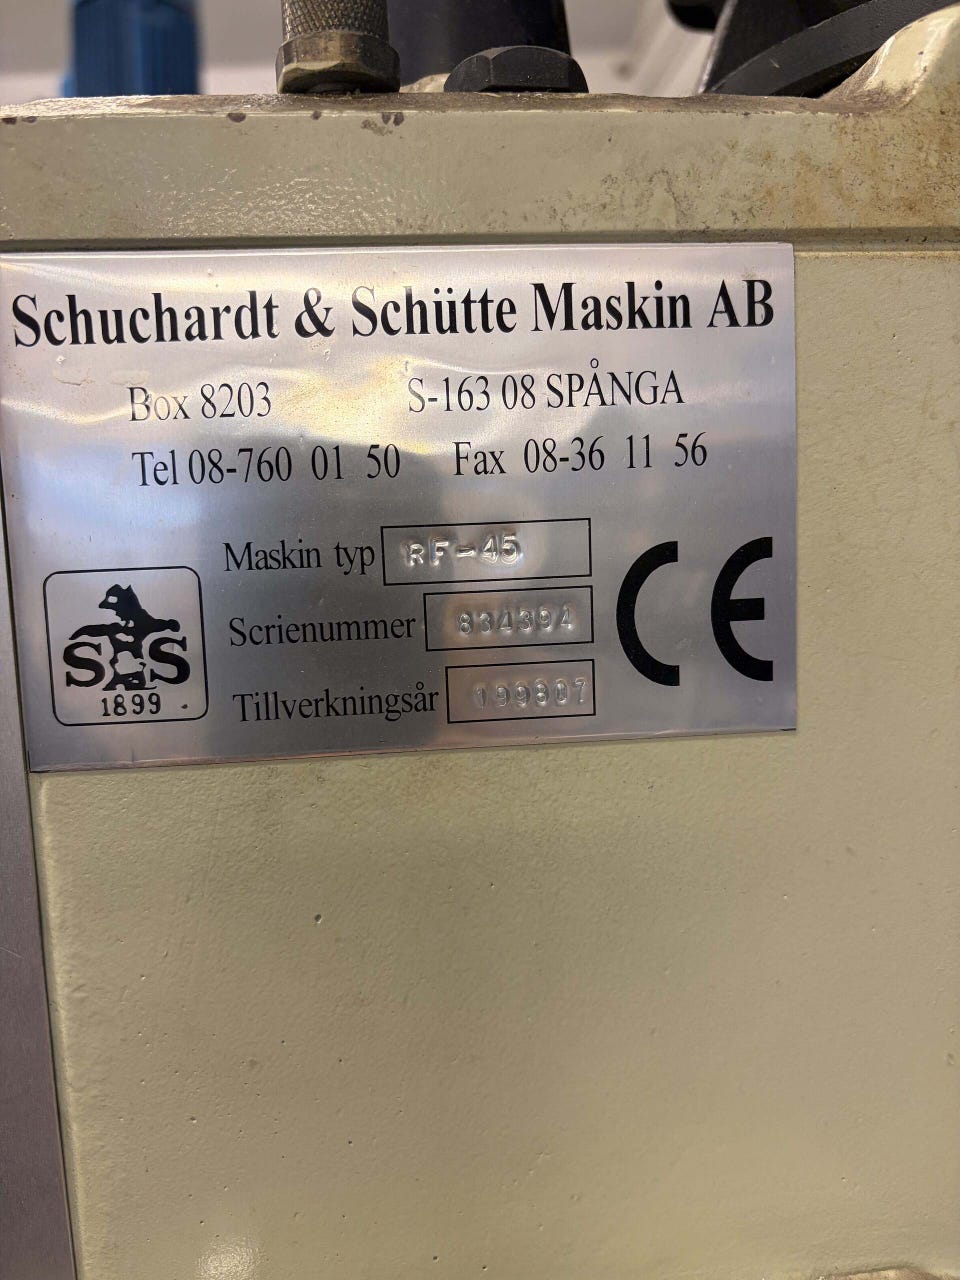 Schuchardt & Schütte Maskin AB
Box 8203 S-163 08 SPÅNGA
Tel 08-760 01 50 Fax 08-36 11 56
Maskin typ RF-45
Scrienummer 834394
Tillverkningsår 199807
S&S
1899
CE